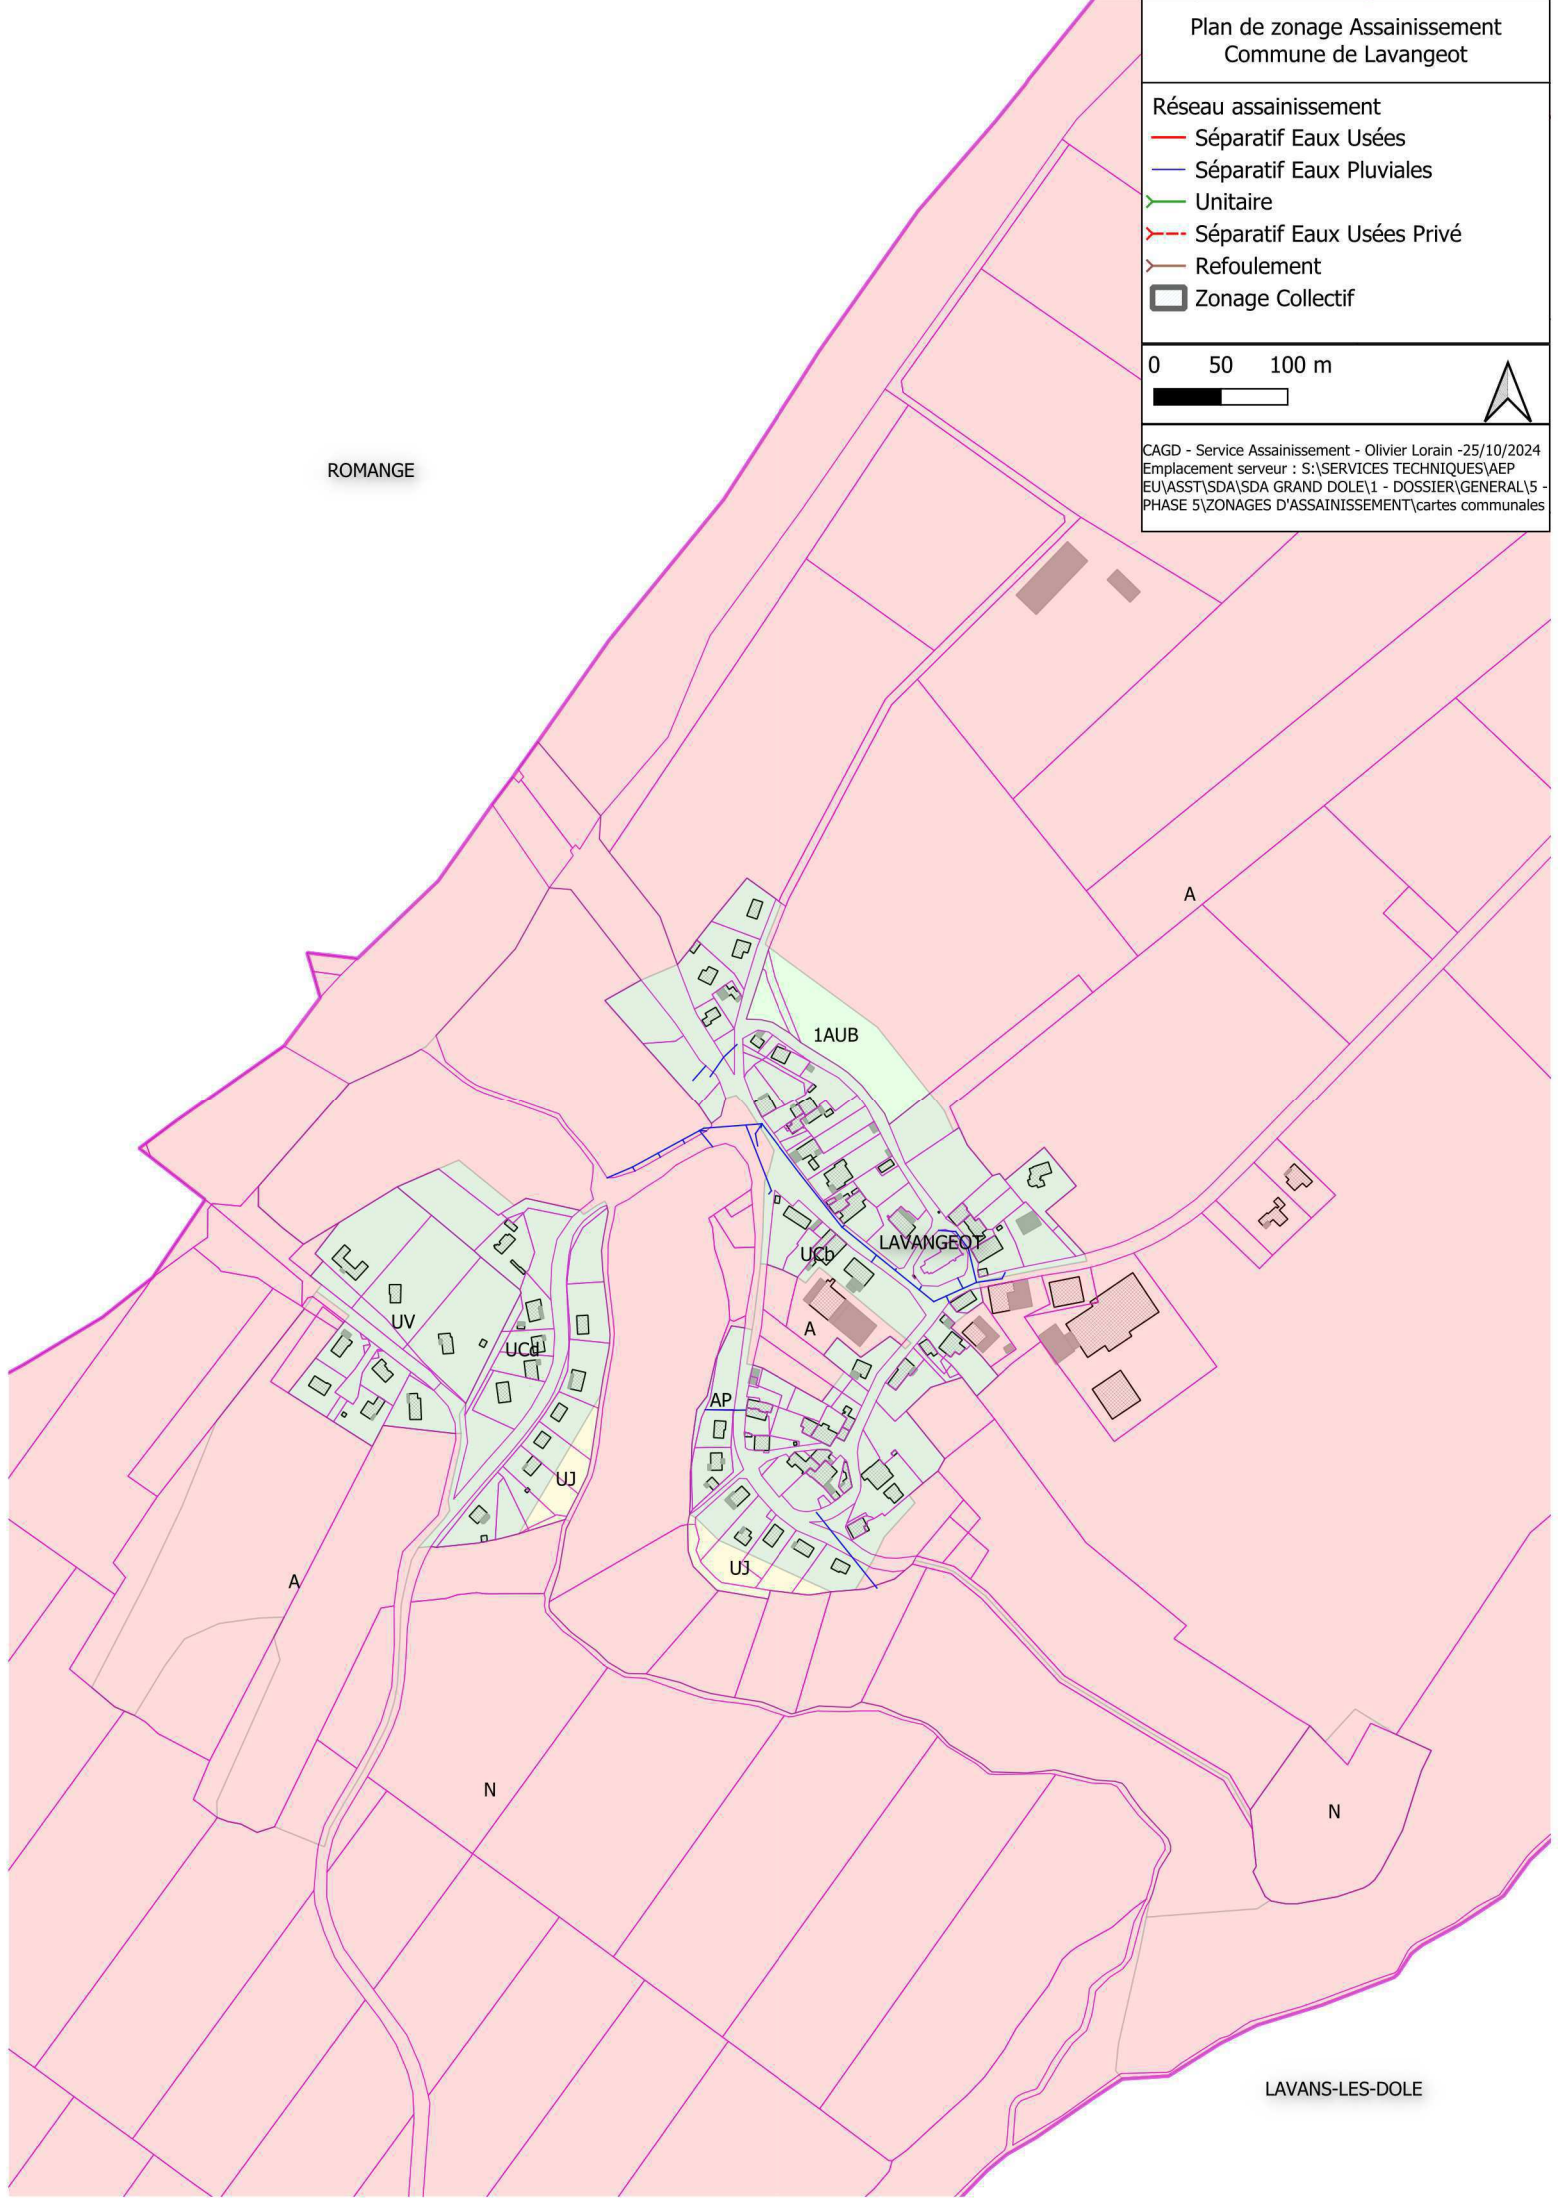 Plan de zonage Assainissement
Commune de Lavangeot
Réseau assainissement
Séparatif Eaux Usées
Séparatif Eaux Pluviales
Unitaire
Séparatif Eaux Usées Privé
Refoulement
Zonage Collectif
0 50 100 m
CAGD - Service Assainissement - Olivier Lorain -25/10/2024
Emplacement serveur : S:\SERVICES TECHNIQUES\AEP
EU\ASST\SDA\SDA GRAND DOLE\1 - DOSSIER\GENERAL\5 -
PHASE 5\ZONAGES D'ASSAINISSEMENT\cartes communales
ROMANGE
A
1AUB
LAVANGEOT
UCb
UV
A
UCd
AP
UJ
UJ
A
N
N
LAVANS-LES-DOLE